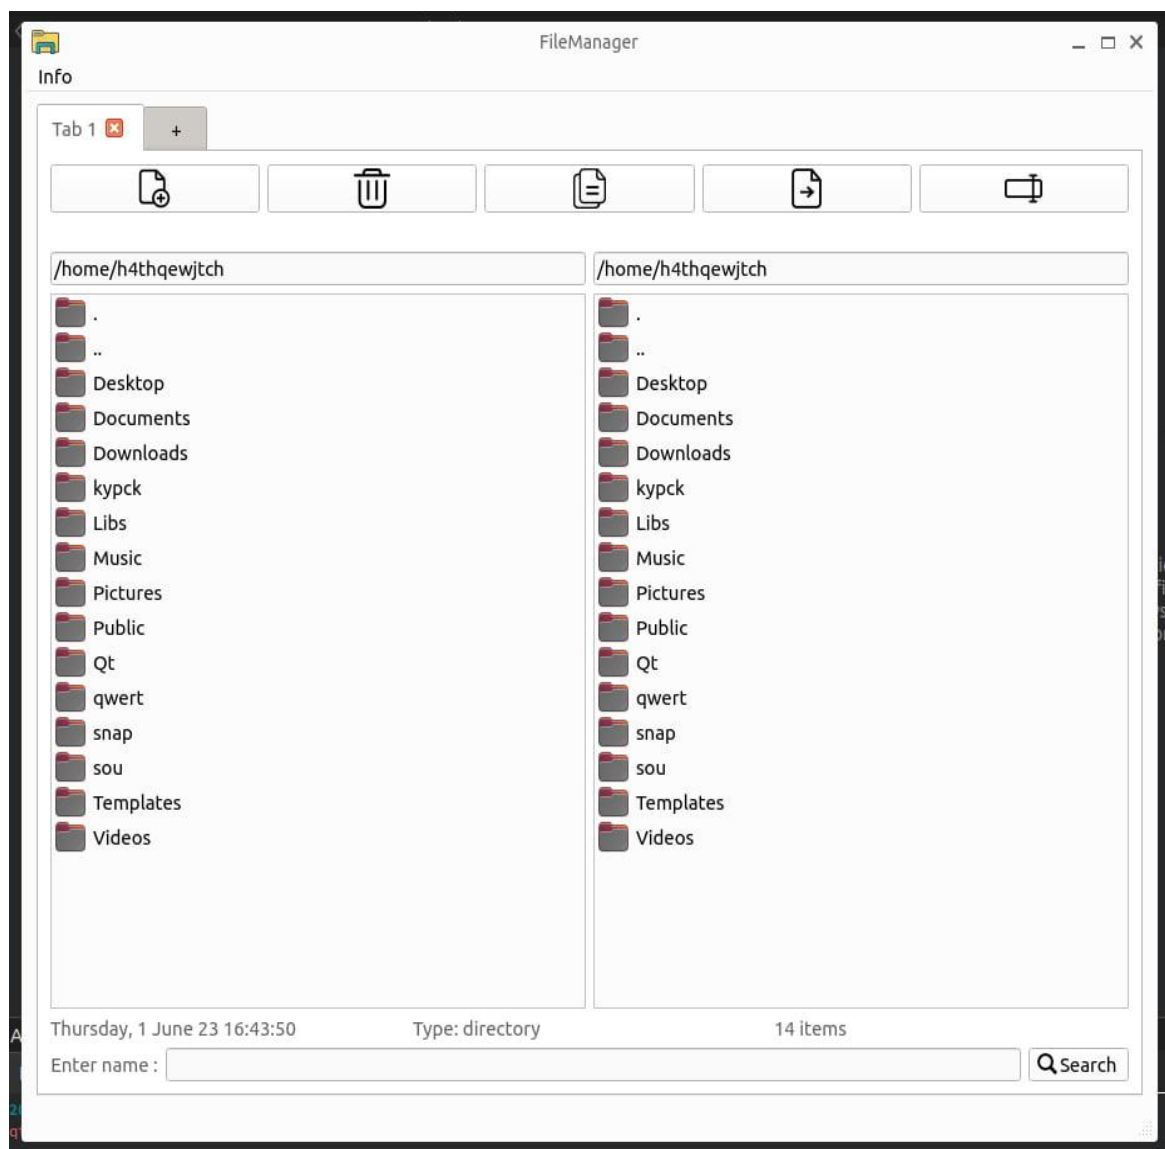 FileManager
Info
Tab 1 +
/home/h4thqewjtch
.
..
Desktop
Documents
Downloads
kypck
Libs
Music
Pictures
Public
Qt
qwert
snap
sou
Templates
Videos
/home/h4thqewjtch
.
..
Desktop
Documents
Downloads
kypck
Libs
Music
Pictures
Public
Qt
qwert
snap
sou
Templates
Videos
Thursday, 1 June 23 16:43:50 Type: directory 14 items
Enter name : Search